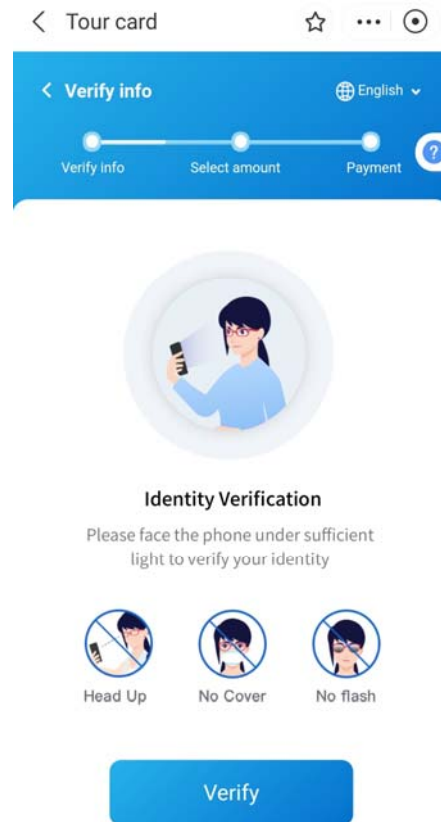 Tour card
Verify info
English
Verify info Select amount Payment
?
Identity Verification
Please face the phone under sufficient
light to verify your identity
Head Up No Cover No flash
Verify